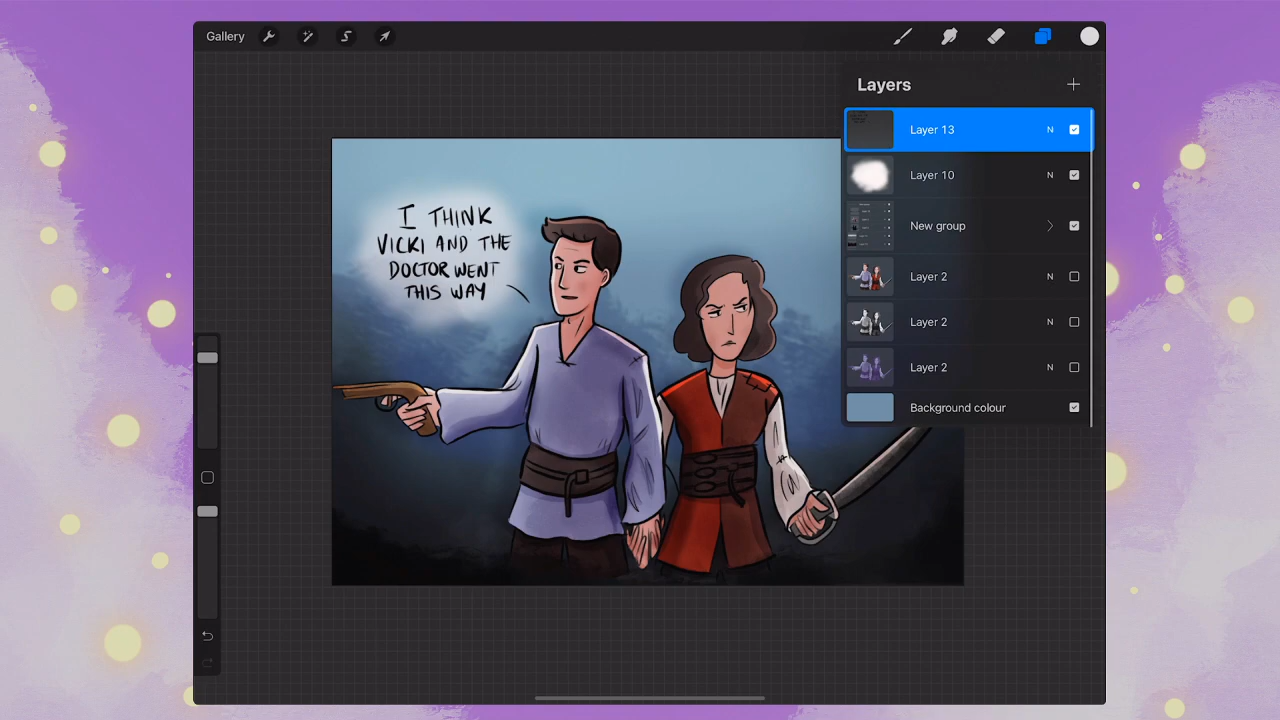 Gallery
Layers
Layer 13 N
Layer 10 N
New group
Layer 2 N
Layer 2 N
Layer 2 N
Background colour
I THINK
VICKI AND THE
DOCTOR WENT
THIS WAY